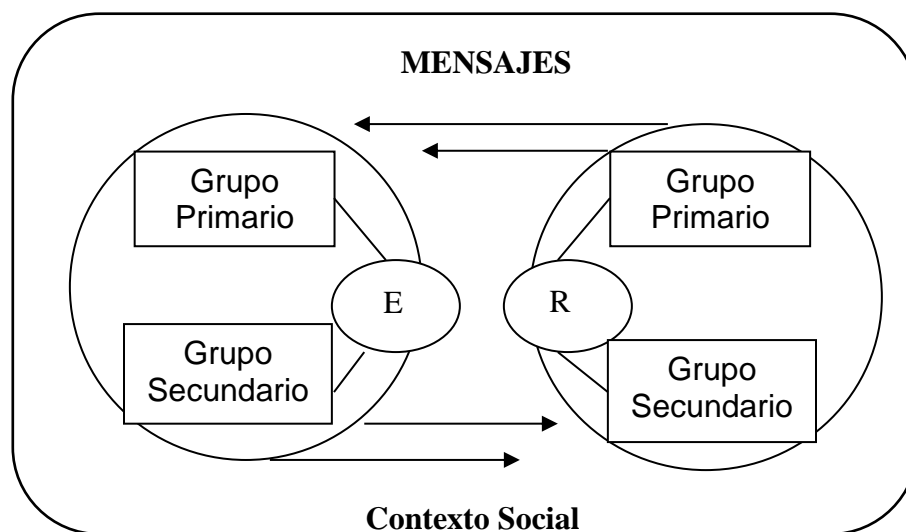 MENSAJES
Grupo
Primario
Grupo
Primario
E
R
Grupo
Secundario
Grupo
Secundario
Contexto Social